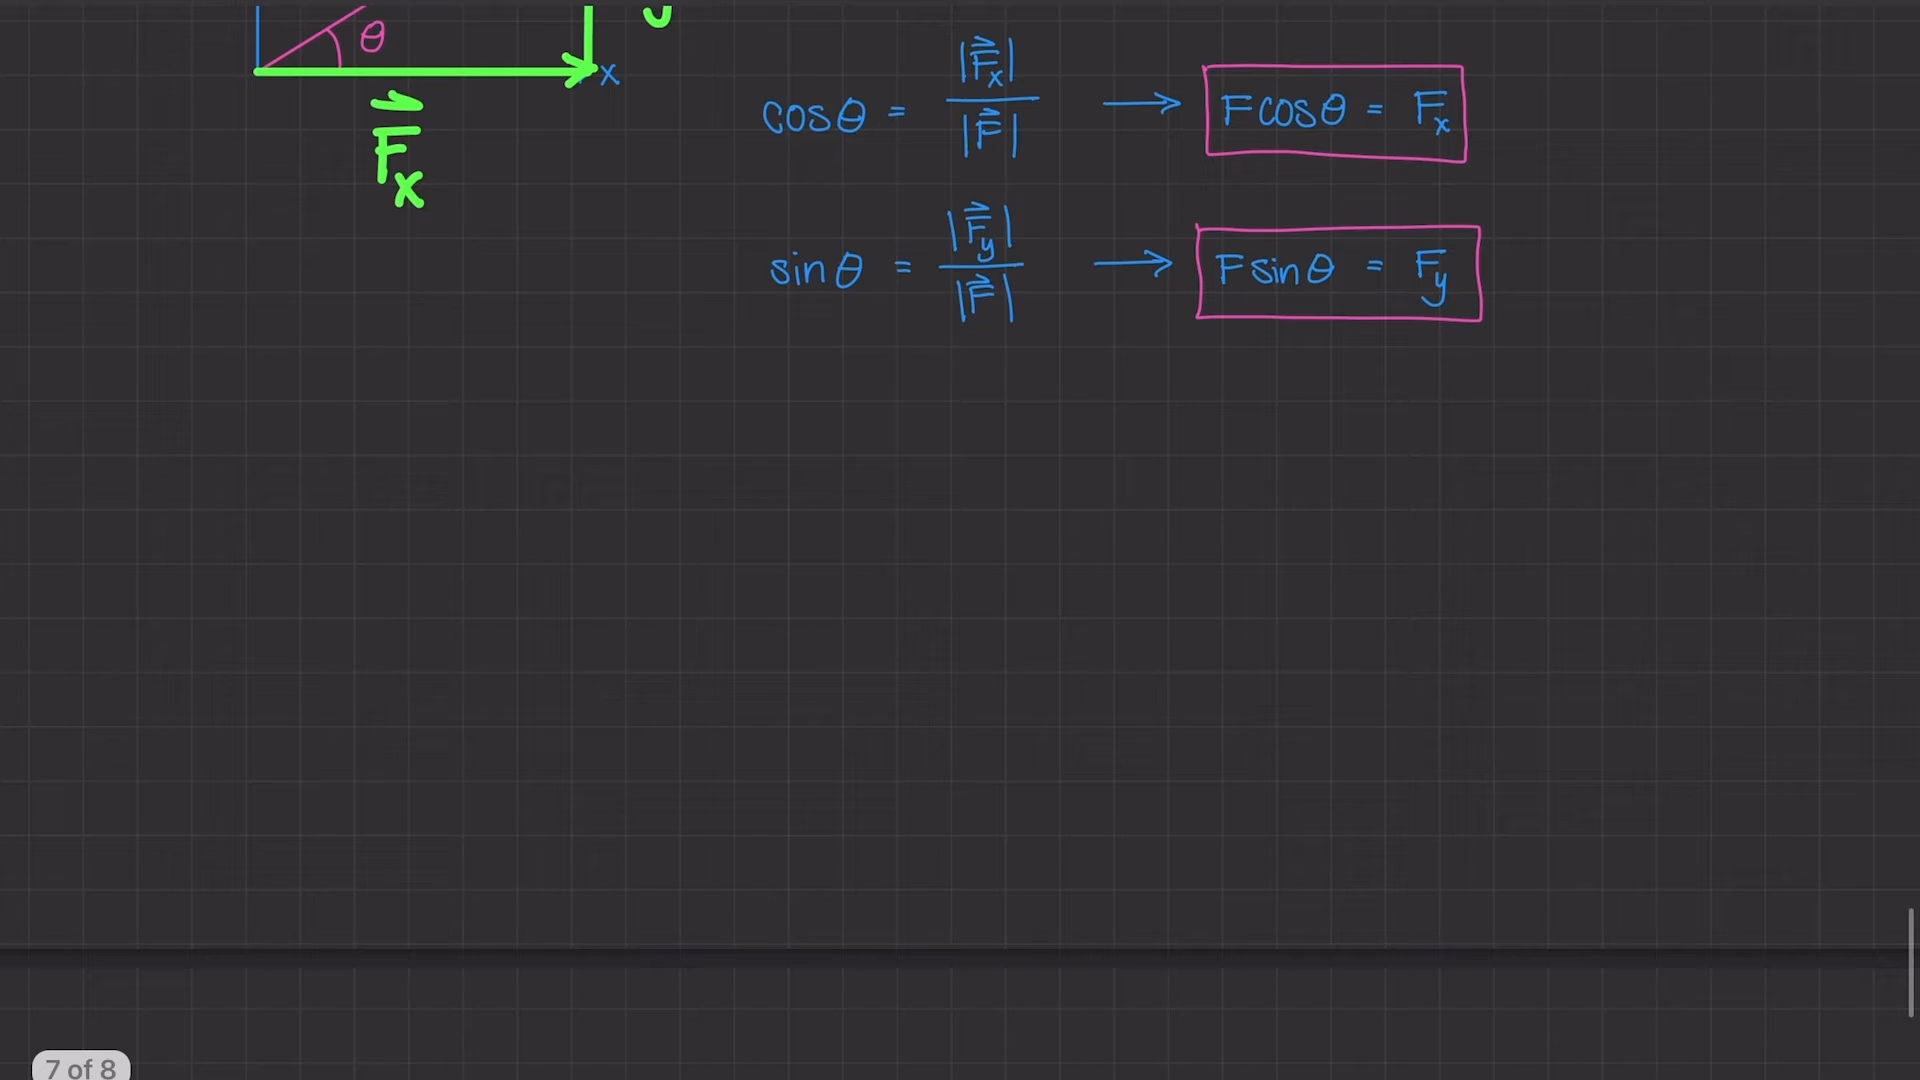 θ
x
F⃗x
cosθ = |F⃗x| / |F⃗| → Fcosθ = Fx
sinθ = |F⃗y| / |F⃗| → Fsinθ = Fy
7 of 8